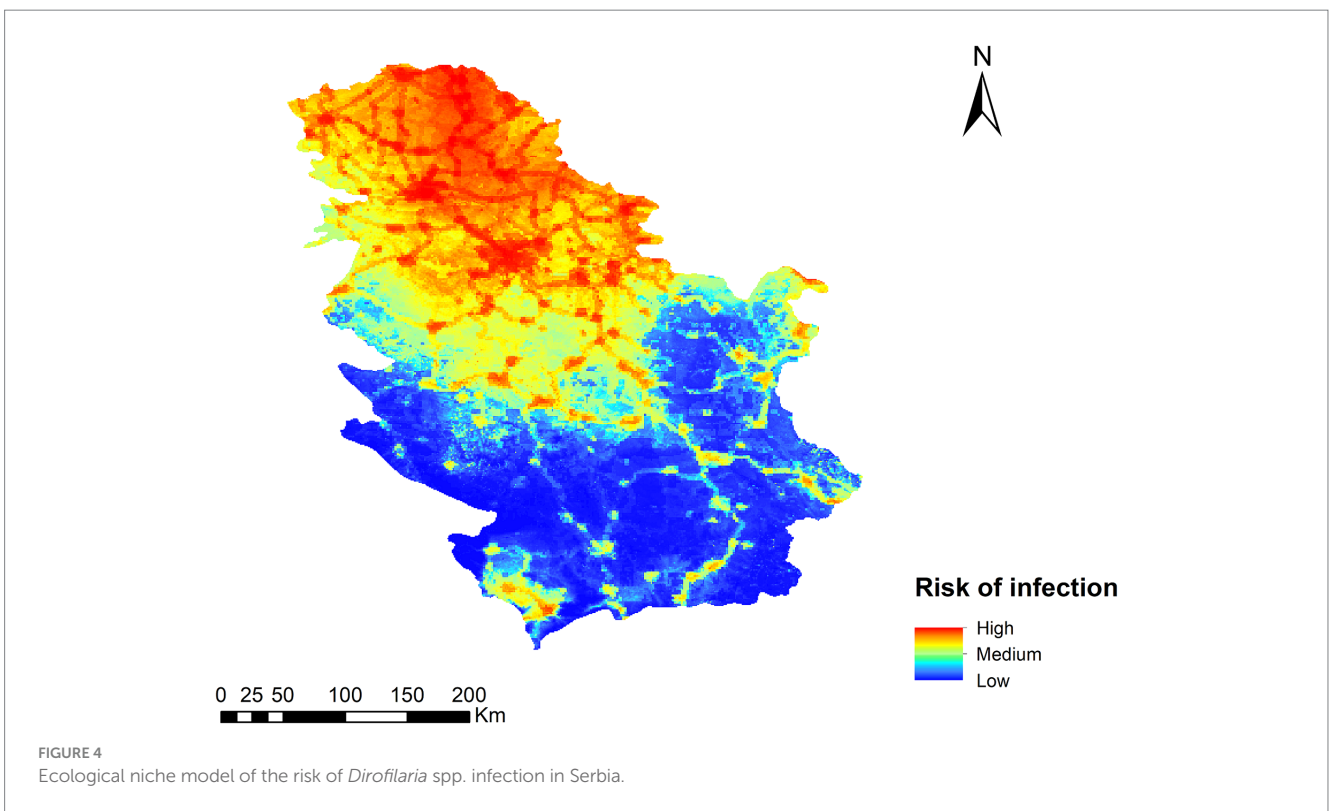 N
Risk of infection
High
Medium
Low
0 25 50 100 150 200
Km
FIGURE 4
Ecological niche model of the risk of Dirofilaria spp. infection in Serbia.